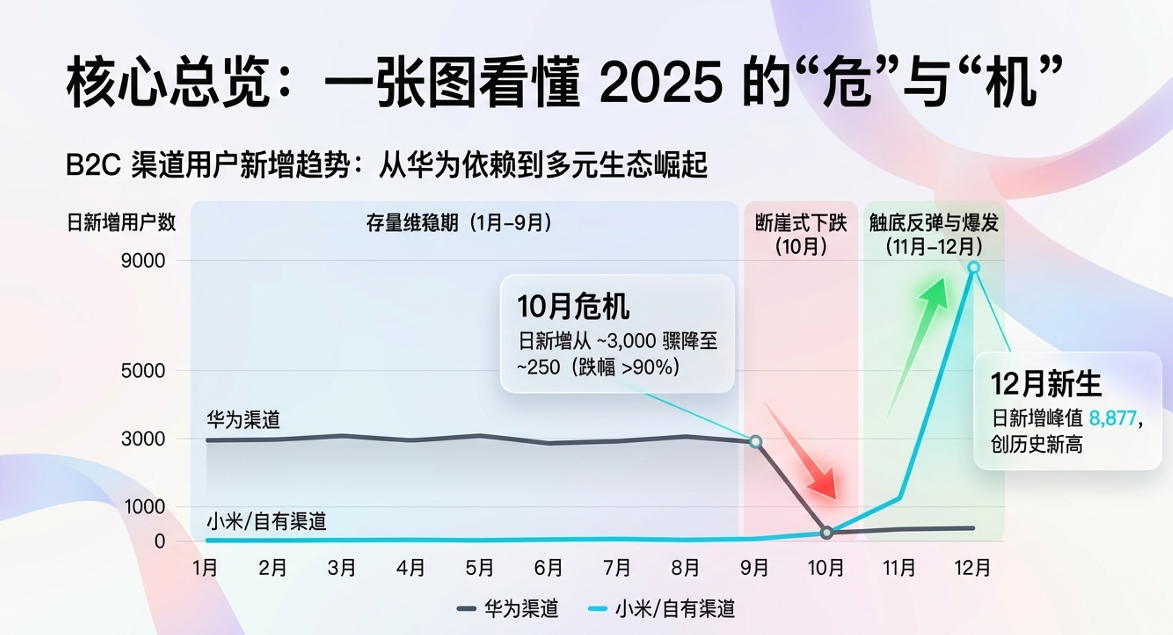 核心总览：一张图看懂 2025 的“危”与“机”
B2C 渠道用户新增趋势：从华为依赖到多元生态崛起
日新增用户数
存量维稳期（1月–9月）
断崖式下跌
（10月）
触底反弹与爆发
（11月–12月）
9000
5000
3000
1000
0
10月危机
日新增从 ~3,000 骤降至
~250（跌幅 >90%）
12月新生
日新增峰值 8,877，
创历史新高
华为渠道
小米/自有渠道
1月 2月 3月 4月 5月 6月 7月 8月 9月 10月 11月 12月
华为渠道 小米/自有渠道